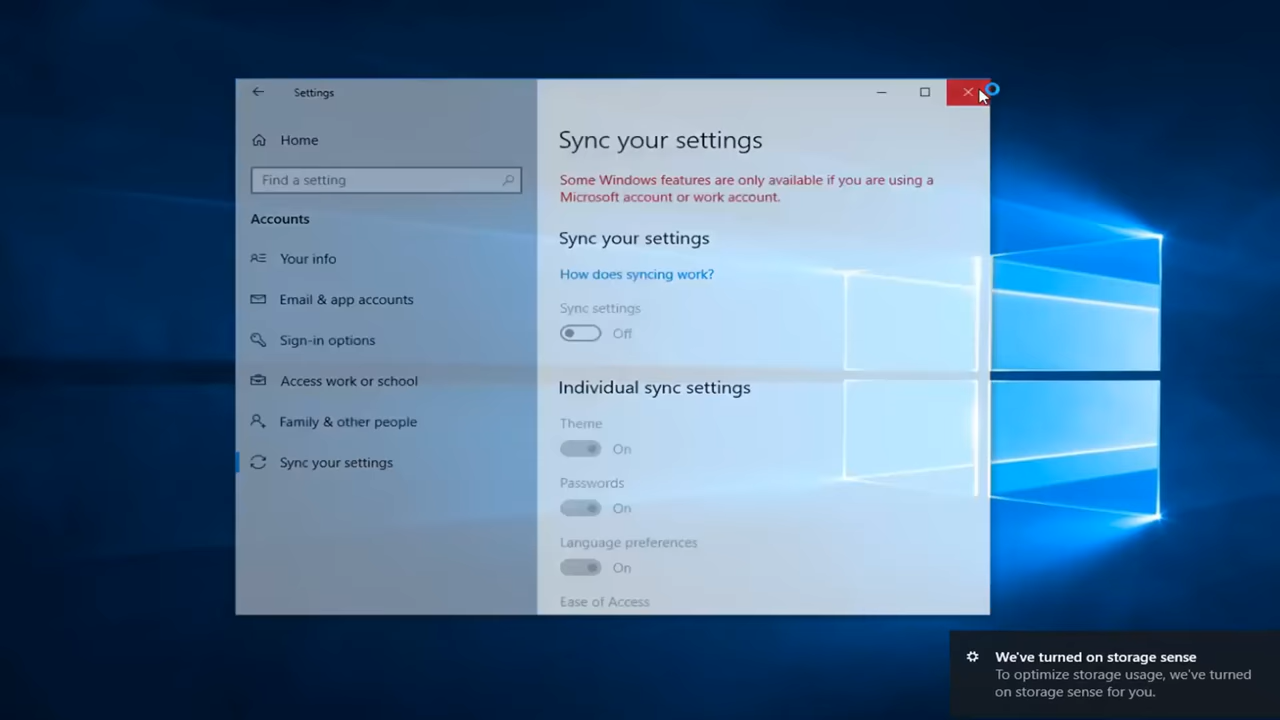 Settings
Home
Find a setting
Accounts
Your info
Email & app accounts
Sign-in options
Access work or school
Family & other people
Sync your settings
Sync your settings
Some Windows features are only available if you are using a
Microsoft account or work account.
Sync your settings
How does syncing work?
Sync settings
Off
Individual sync settings
Theme
On
Passwords
On
Language preferences
On
Ease of Access
We've turned on storage sense
To optimize storage usage, we've turned
on storage sense for you.